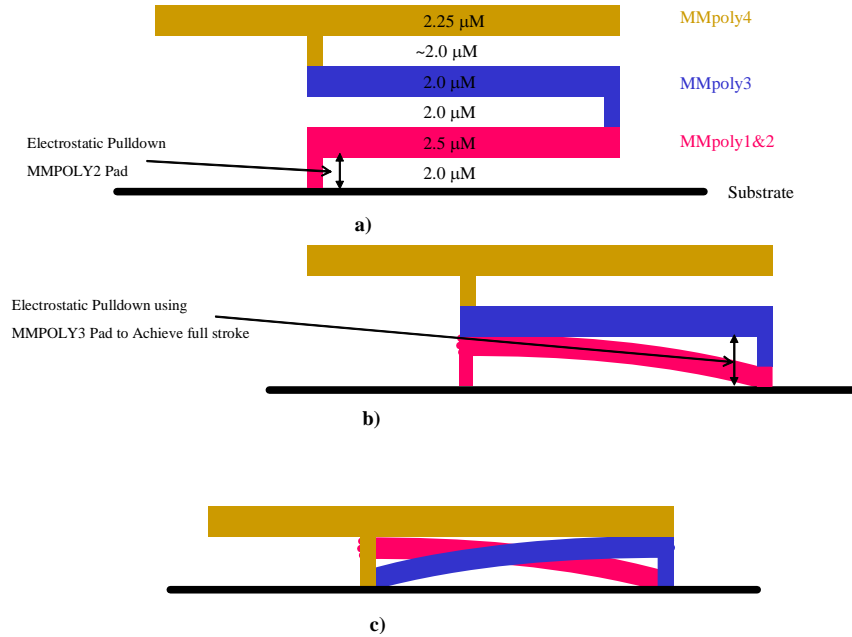 2.25 μM
MMpoly4
~2.0 μM
2.0 μM
MMpoly3
2.0 μM
Electrostatic Pulldown
MMPOLY2 Pad
2.5 μM
MMpoly1&2
2.0 μM
Substrate
a)
Electrostatic Pulldown using
MMPOLY3 Pad to Achieve full stroke
b)
c)